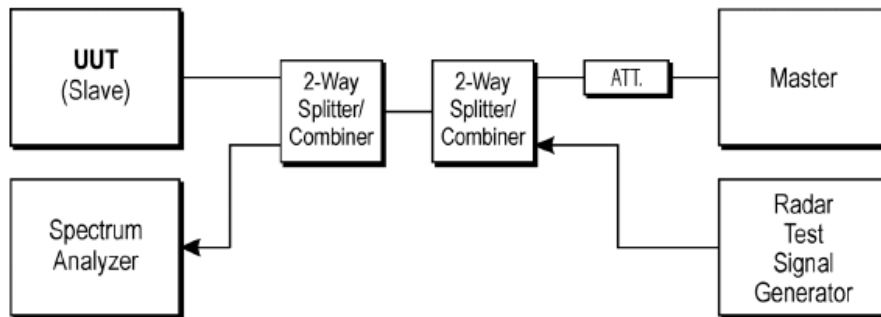 UUT
(Slave)
2-Way
Splitter/
Combiner
2-Way
Splitter/
Combiner
ATT.
Master
Spectrum
Analyzer
Radar
Test
Signal
Generator